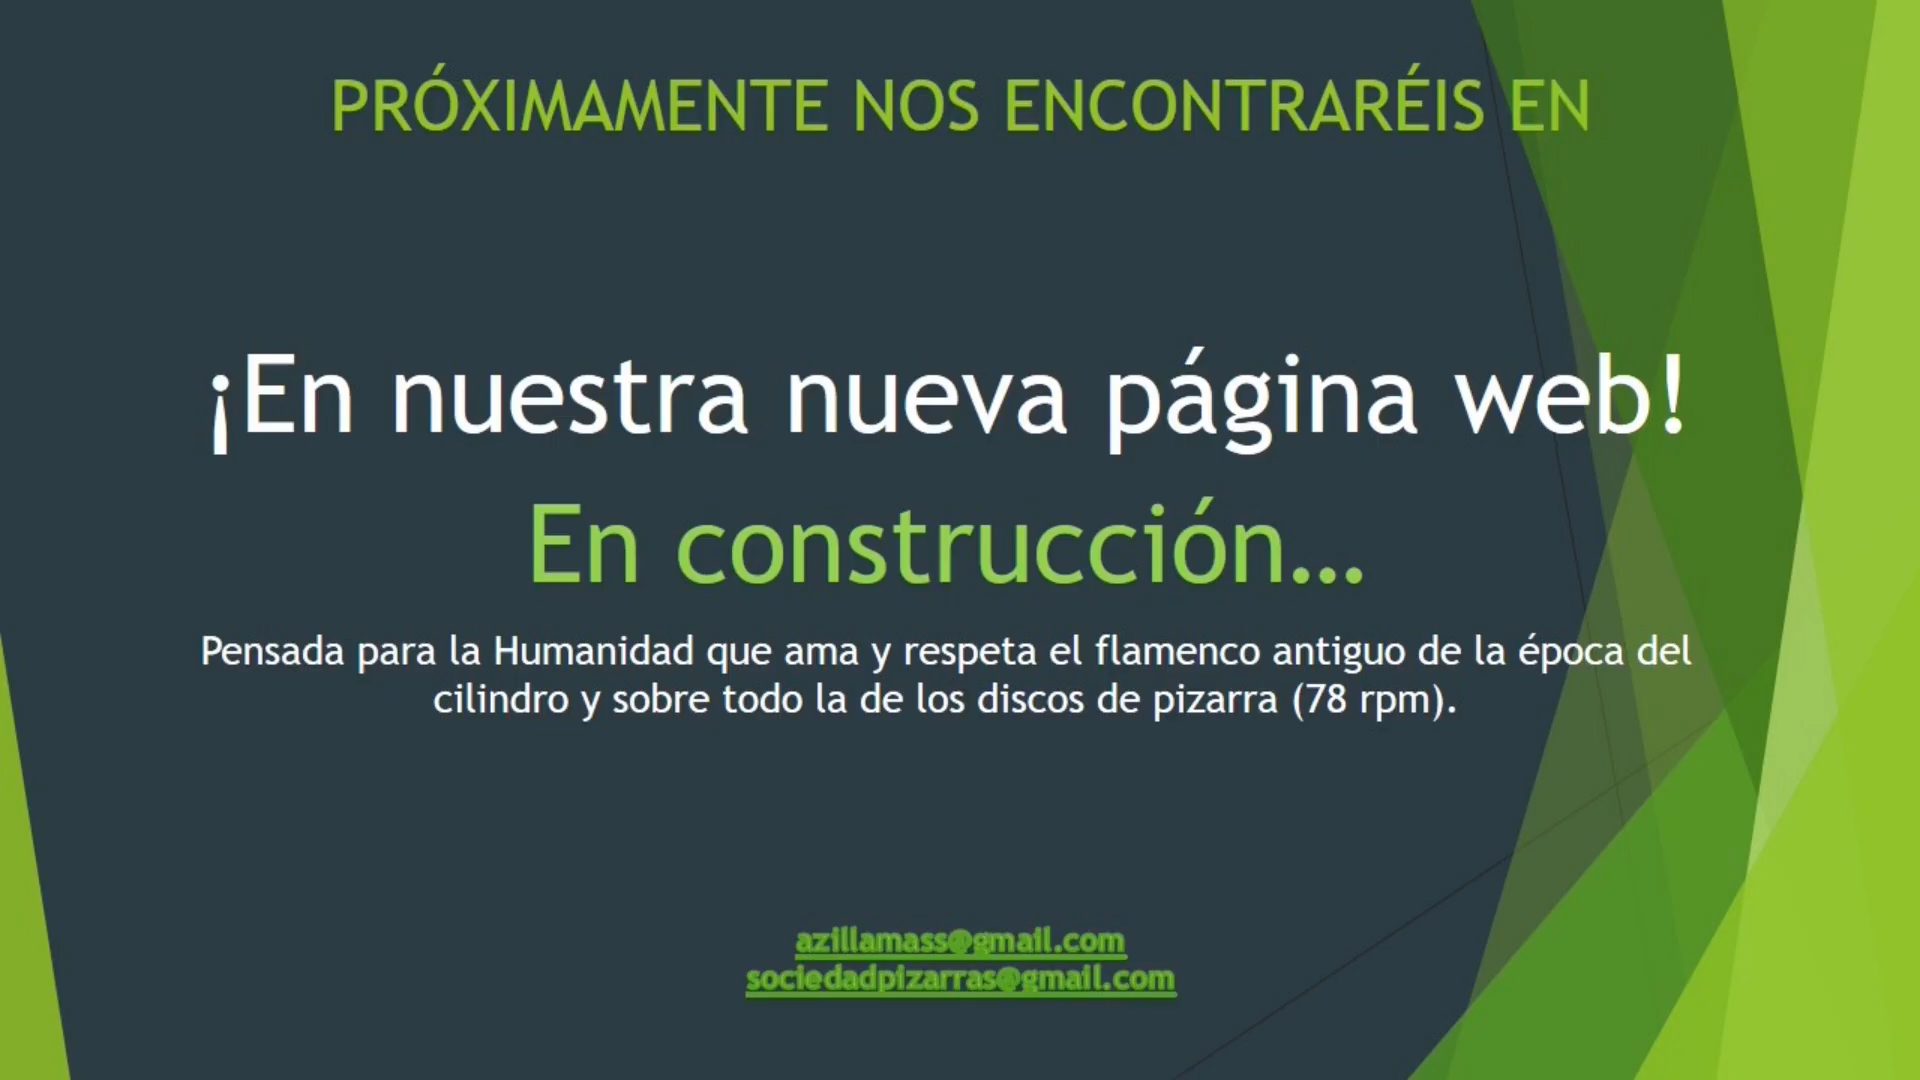 PRÓXIMAMENTE NOS ENCONTRARÉIS EN
¡En nuestra nueva página web!
En construcción...
Pensada para la Humanidad que ama y respeta el flamenco antiguo de la época del
cilindro y sobre todo la de los discos de pizarra (78 rpm).
azillamass@gmail.com
sociedadpizarras@gmail.com